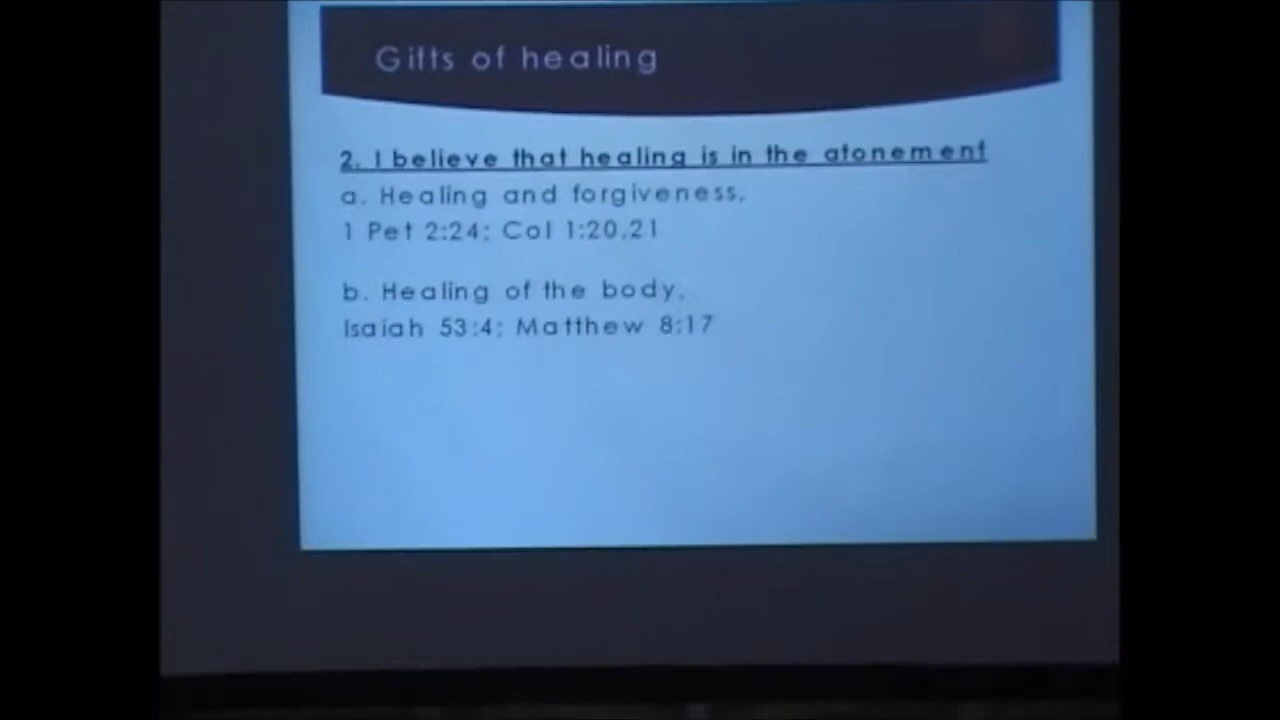 Gifts of healing
2. I believe that healing is in the atonement
a. Healing and forgiveness,
1 Pet 2:24; Col 1:20,21
b. Healing of the body,
Isaiah 53:4; Matthew 8:17